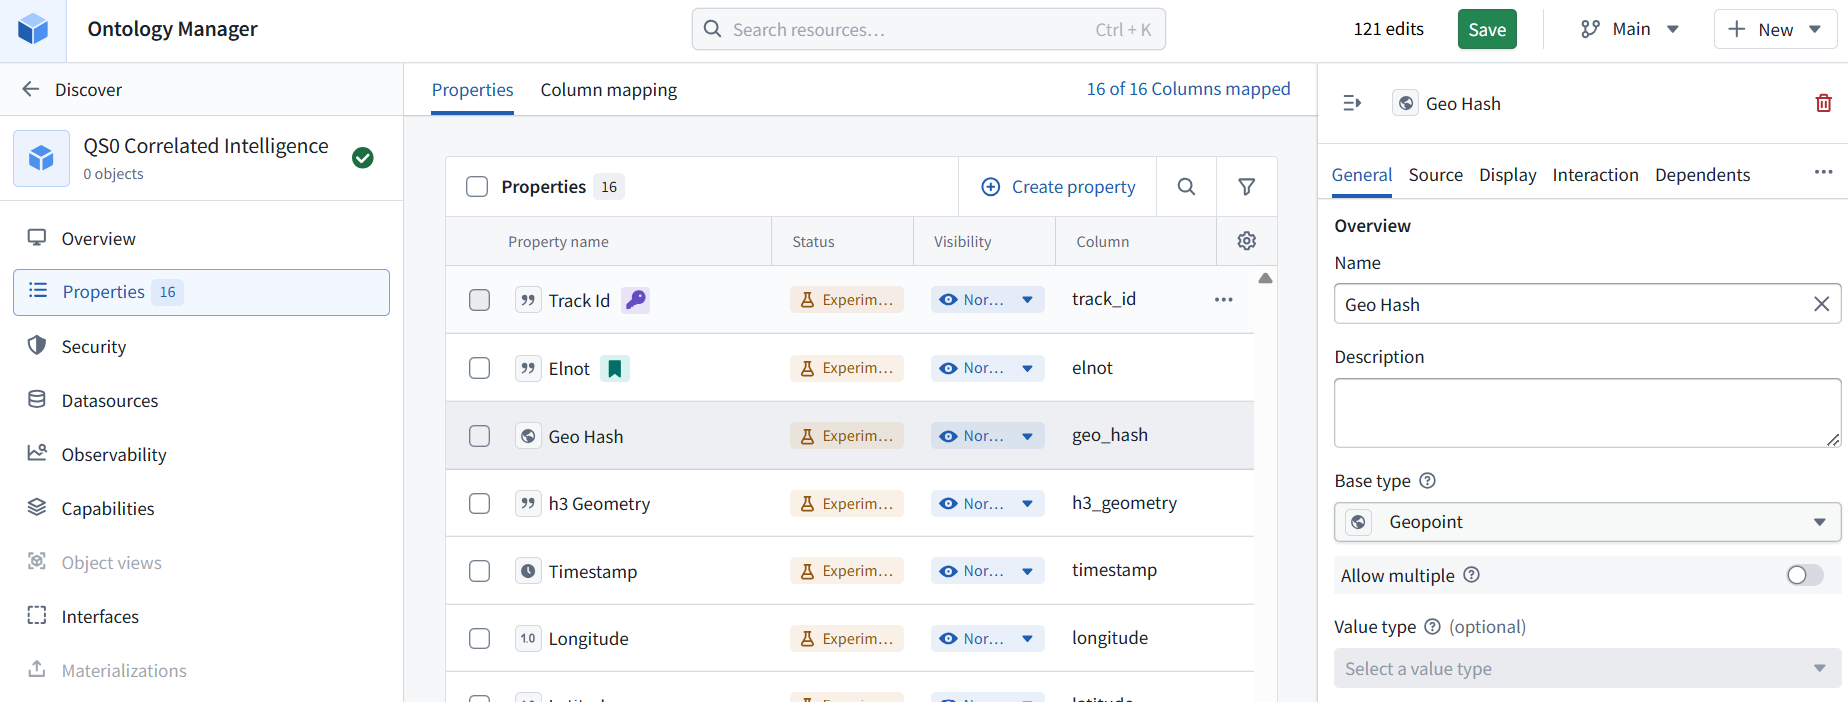 Ontology Manager
Search resources...
Ctrl + K
121 edits
Save
Main
New
Discover
QS0 Correlated Intelligence
0 objects
Overview
Properties 16
Security
Datasources
Observability
Capabilities
Object views
Interfaces
Materializations
Properties
Column mapping
16 of 16 Columns mapped
Properties 16
Create property
Property name
Status
Visibility
Column
Track Id
Experim...
Nor...
track_id
Elnot
Experim...
Nor...
elnot
Geo Hash
Experim...
Nor...
geo_hash
h3 Geometry
Experim...
Nor...
h3_geometry
Timestamp
Experim...
Nor...
timestamp
1.0 Longitude
Experim...
Nor...
longitude
Geo Hash
General
Source
Display
Interaction
Dependents
Overview
Name
Geo Hash
Description
Base type
Geopoint
Allow multiple
Value type (optional)
Select a value type